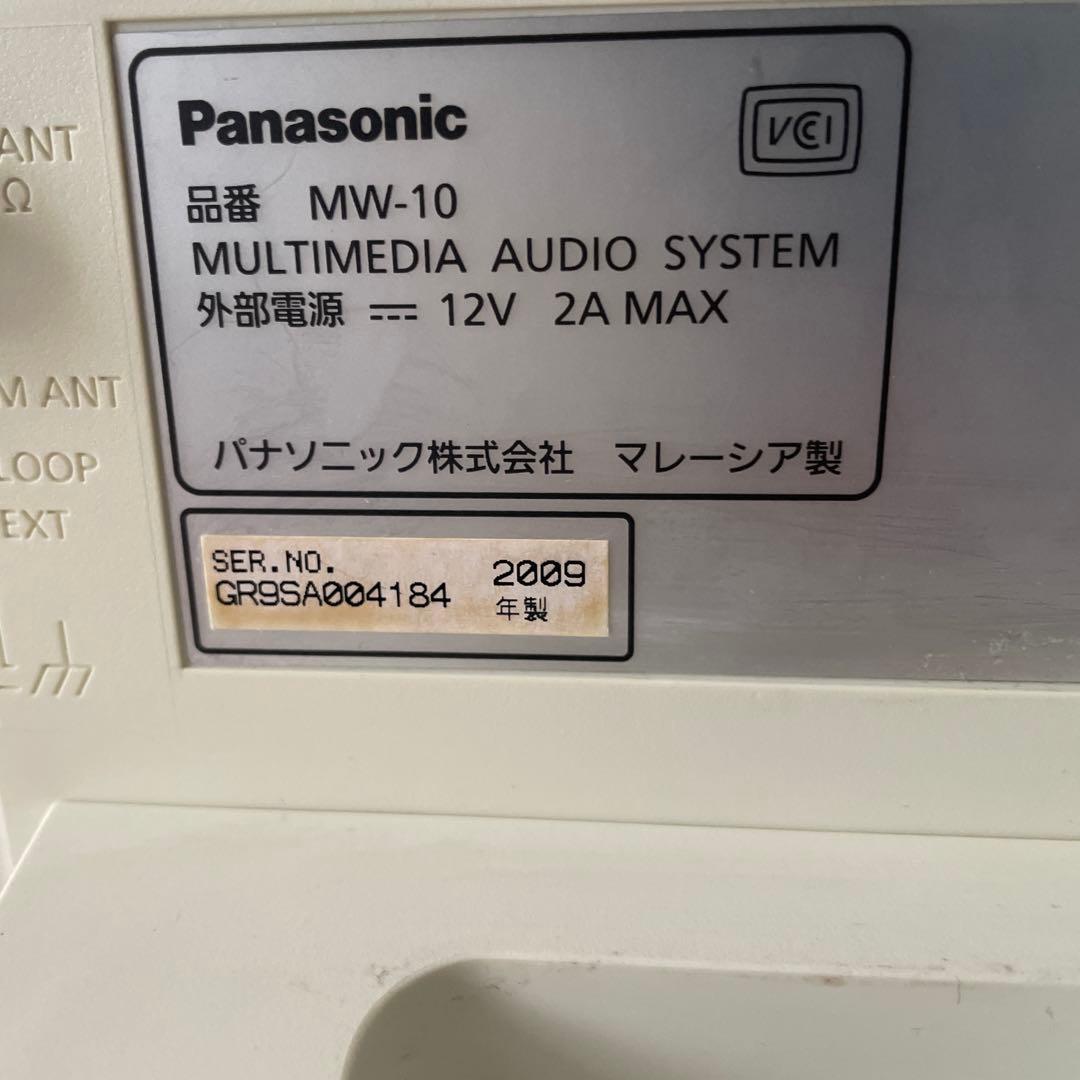 Panasonic
VCCI
品番 MW-10
MULTIMEDIA AUDIO SYSTEM
外部電源 ⎓ 12V 2A MAX
パナソニック株式会社 マレーシア製
SER.NO.
GR9SA004184
2009
年製
ANT
Ω
M ANT
LOOP
EXT